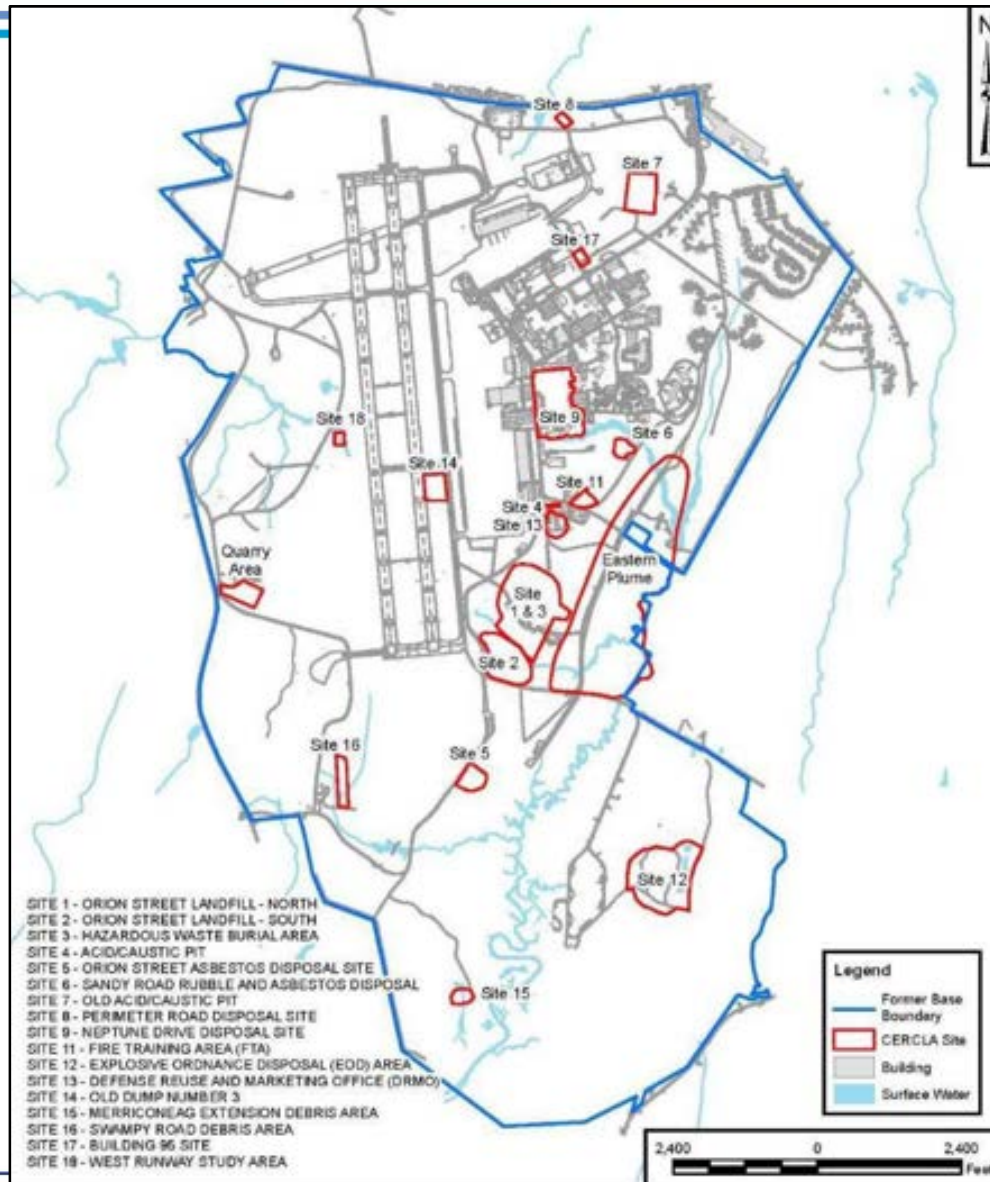 N
Site 8
Site 7
Site 17
Site 9
Site 6
Site 18
Site 14
Site 11
Site 4
Site 13
Eastern
Plume
Quarry
Area
Site
1 & 3
Site 2
Site 16
Site 5
Site 12
Site 15
SITE 1 - ORION STREET LANDFILL - NORTH
SITE 2 - ORION STREET LANDFILL - SOUTH
SITE 3 - HAZARDOUS WASTE BURIAL AREA
SITE 4 - ACID/CAUSTIC PIT
SITE 5 - ORION STREET ASBESTOS DISPOSAL SITE
SITE 6 - SANDY ROAD RUBBLE AND ASBESTOS DISPOSAL
SITE 7 - OLD ACID/CAUSTIC PIT
SITE 8 - PERIMETER ROAD DISPOSAL SITE
SITE 9 - NEPTUNE DRIVE DISPOSAL SITE
SITE 11 - FIRE TRAINING AREA (FTA)
SITE 12 - EXPLOSIVE ORDNANCE DISPOSAL (EOD) AREA
SITE 13 - DEFENSE REUSE AND MARKETING OFFICE (DRMO)
SITE 14 - OLD DUMP NUMBER 3
SITE 15 - MERRICONEAG EXTENSION DEBRIS AREA
SITE 16 - SWAMPY ROAD DEBRIS AREA
SITE 17 - BUILDING 95 SITE
SITE 18 - WEST RUNWAY STUDY AREA
Legend
Former Base
Boundary
CERCLA Site
Building
Surface Water
2,400 0 2,400
Feet